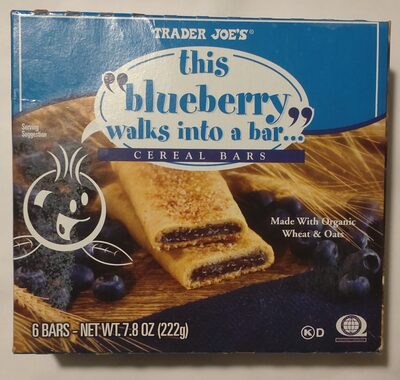 TRADER JOE'S®
this
"blueberry
walks into a bar..."
CEREAL BARS
Serving
Suggestion
Made With Organic
Wheat & Oats
6 BARS - NET WT. 7.8 OZ (222g)
K D
Q